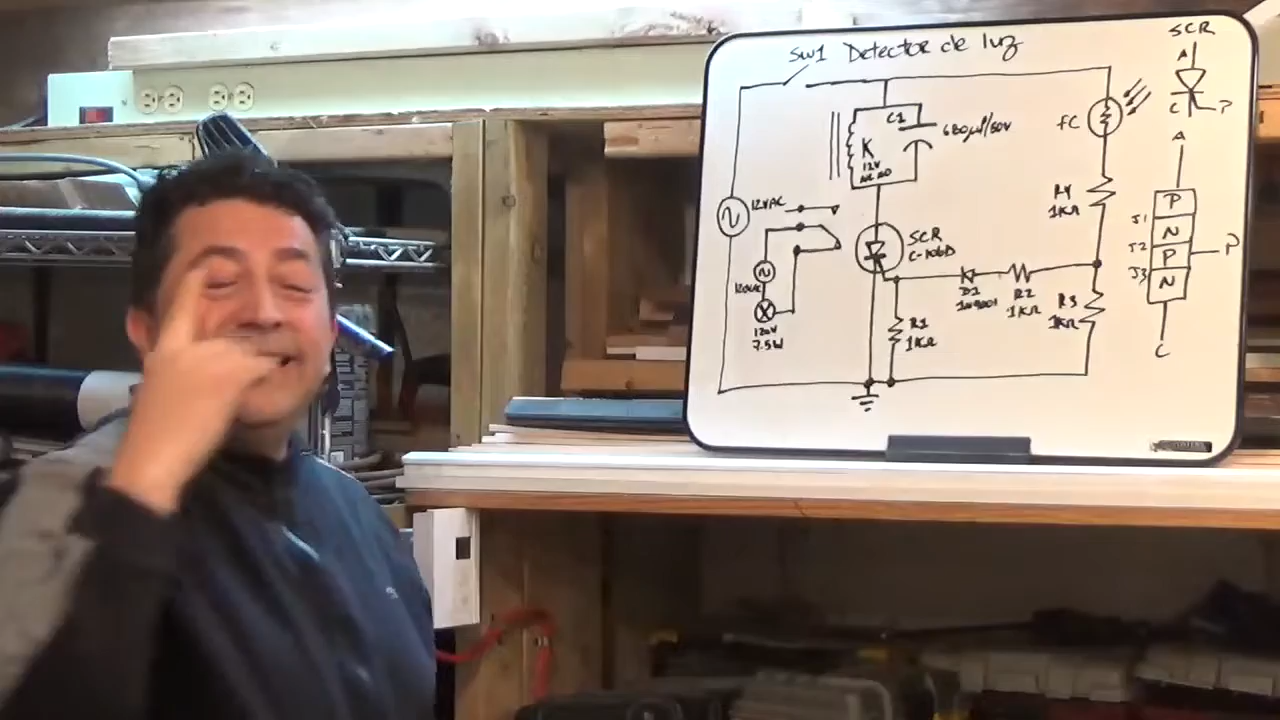 SW1 Detector de luz
SCR
A
C
P
A
P
J1
N
J2
P
P
J3
N
C
C1
680µf/50V
K
12V
fC
R4
1KΩ
12VAC
SCR
C-106D
120VAC
120V
7.5W
D1
1N4001
R2
1KΩ
R3
1KΩ
R1
1KΩ